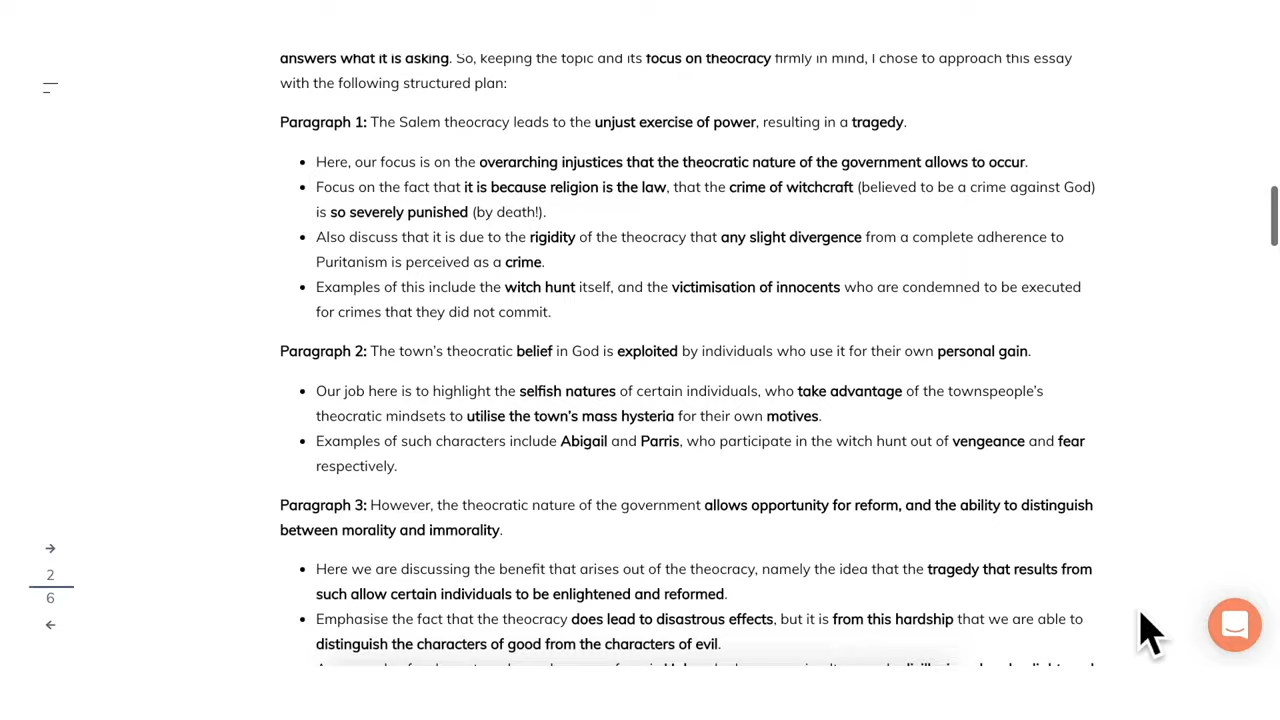 answers what it is asking. So, keeping the topic and its focus on theocracy firmly in mind, I chose to approach this essay
with the following structured plan:
Paragraph 1: The Salem theocracy leads to the unjust exercise of power, resulting in a tragedy.
• Here, our focus is on the overarching injustices that the theocratic nature of the government allows to occur.
• Focus on the fact that it is because religion is the law, that the crime of witchcraft (believed to be a crime against God)
is so severely punished (by death!).
• Also discuss that it is due to the rigidity of the theocracy that any slight divergence from a complete adherence to
Puritanism is perceived as a crime.
• Examples of this include the witch hunt itself, and the victimisation of innocents who are condemned to be executed
for crimes that they did not commit.
Paragraph 2: The town’s theocratic belief in God is exploited by individuals who use it for their own personal gain.
• Our job here is to highlight the selfish natures of certain individuals, who take advantage of the townspeople’s
theocratic mindsets to utilise the town’s mass hysteria for their own motives.
• Examples of such characters include Abigail and Parris, who participate in the witch hunt out of vengeance and fear
respectively.
Paragraph 3: However, the theocratic nature of the government allows opportunity for reform, and the ability to distinguish
between morality and immorality.
• Here we are discussing the benefit that arises out of the theocracy, namely the idea that the tragedy that results from
such allow certain individuals to be enlightened and reformed.
• Emphasise the fact that the theocracy does lead to disastrous effects, but it is from this hardship that we are able to
distinguish the characters of good from the characters of evil.
2
6